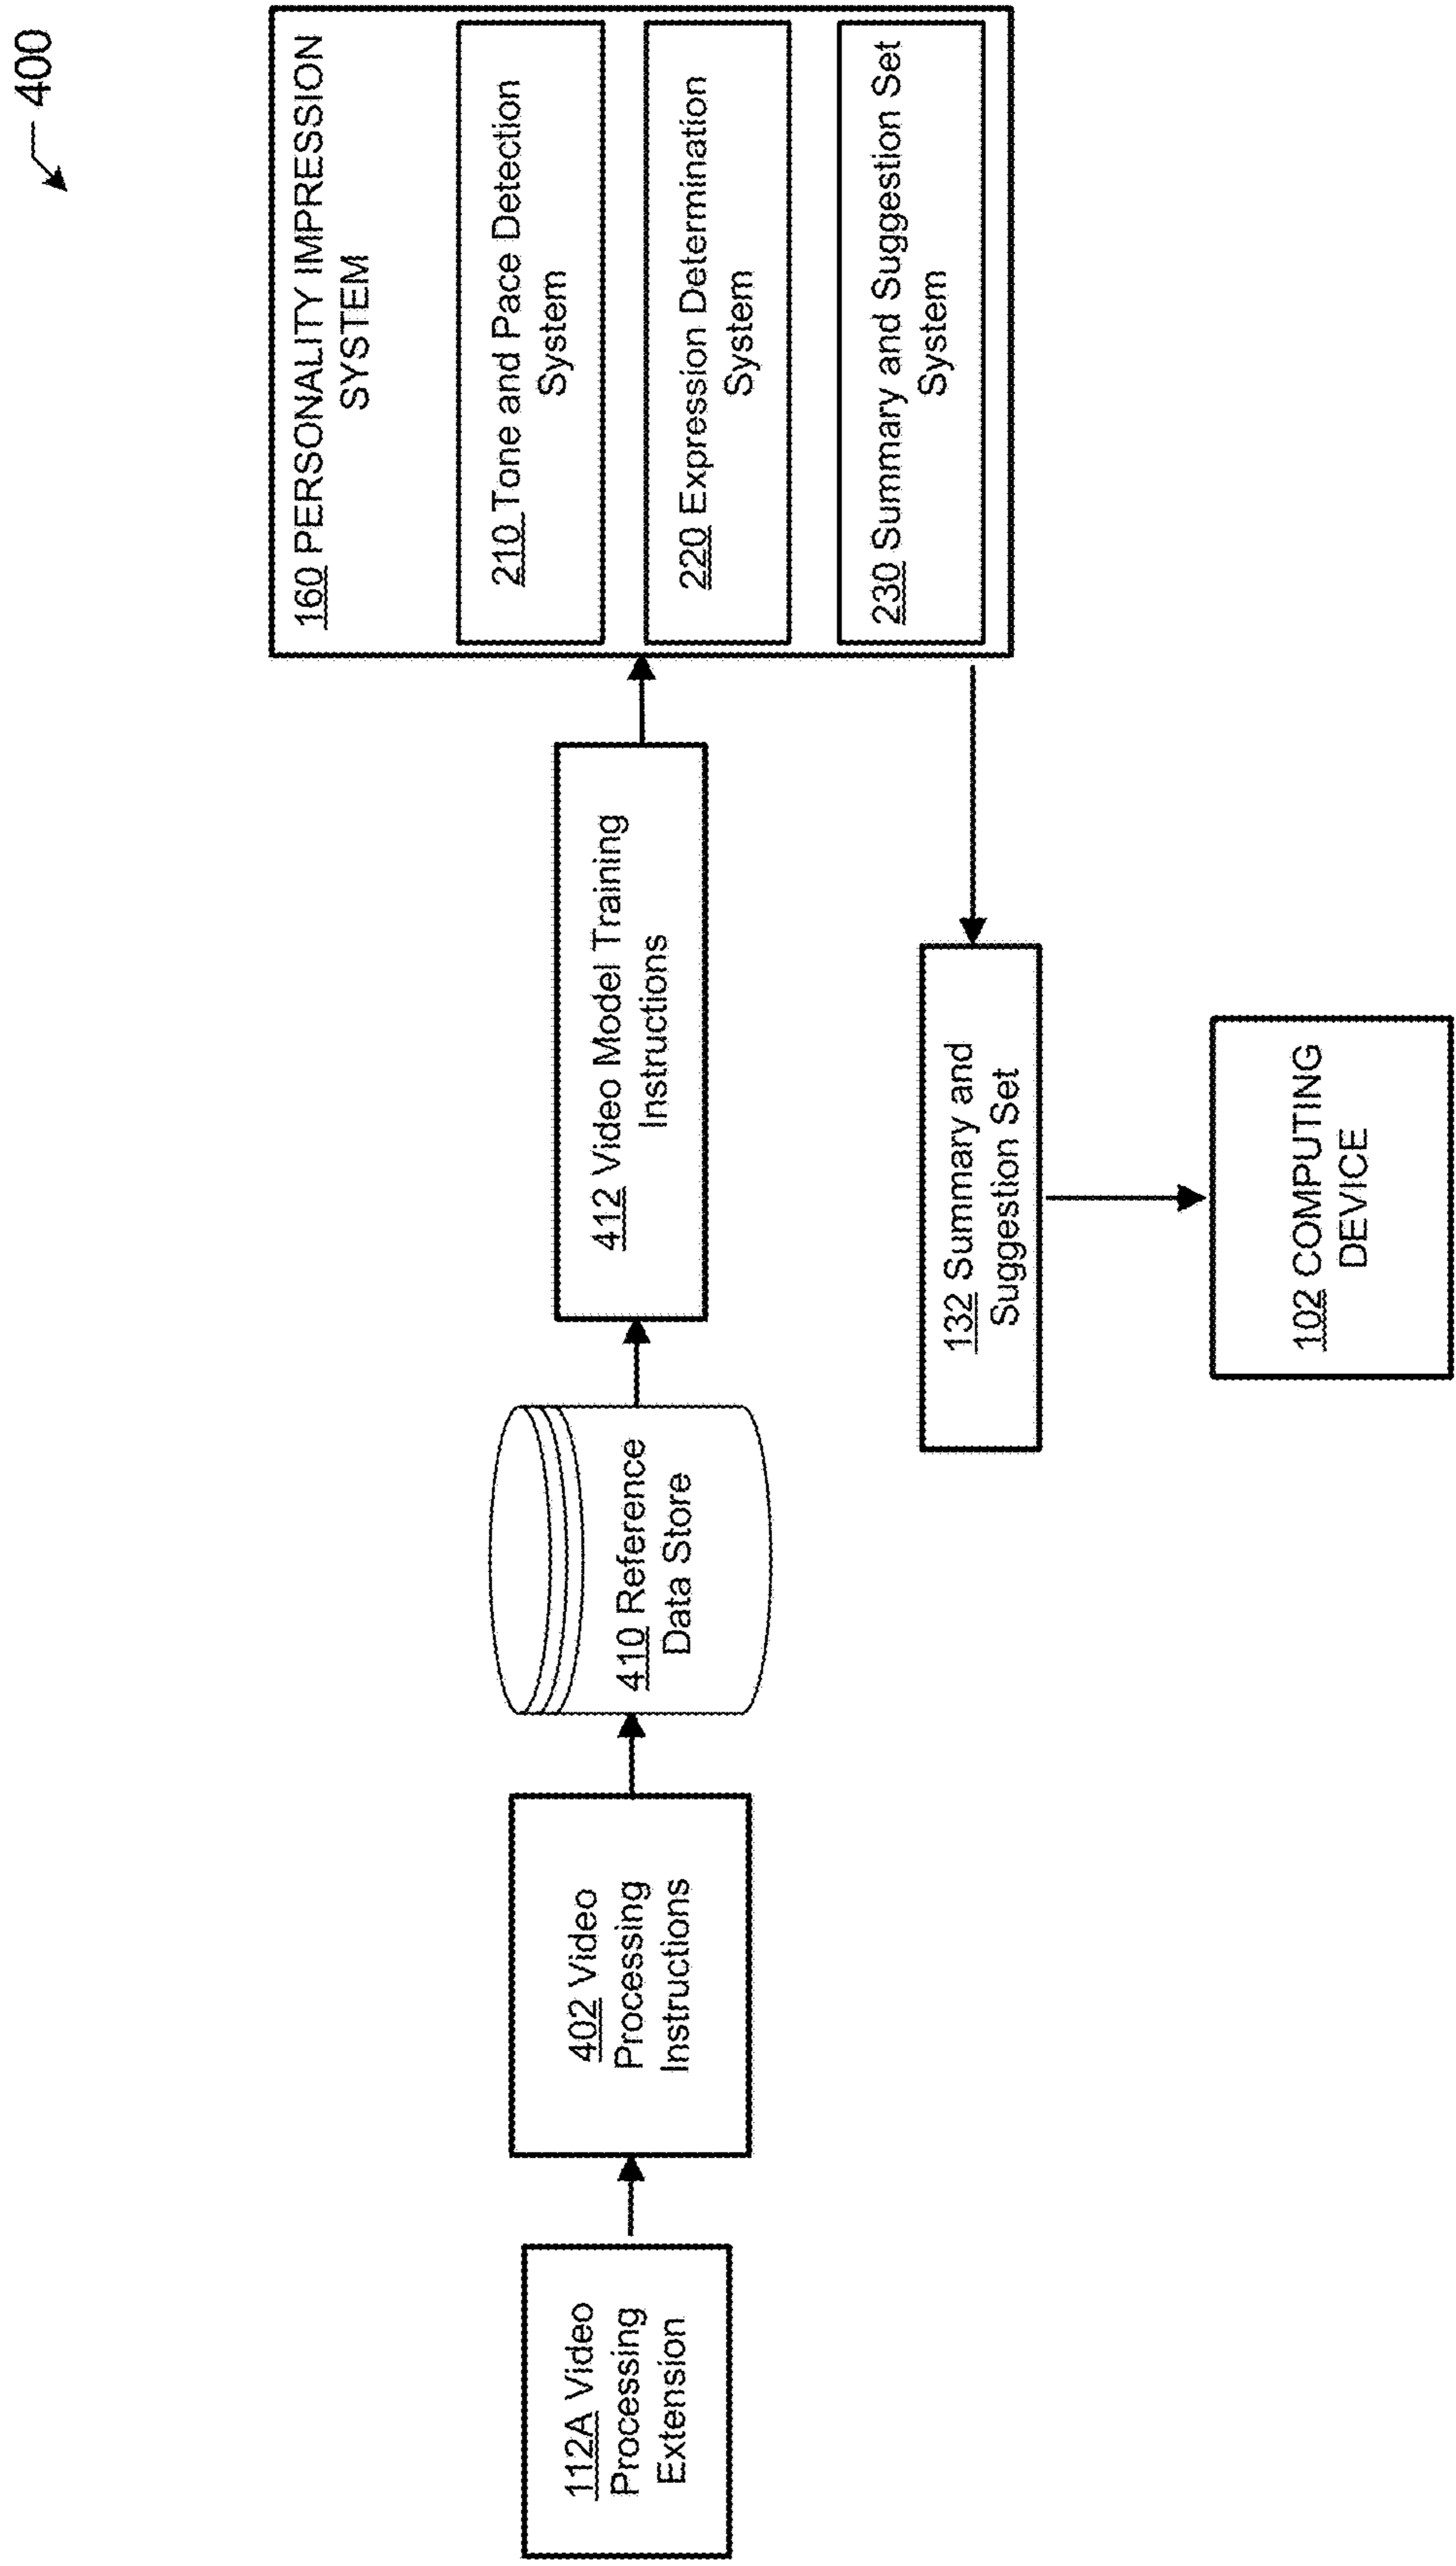 400
112A Video
Processing
Extension
402 Video
Processing
Instructions
410 Reference
Data Store
412 Video Model Training
Instructions
160 PERSONALITY IMPRESSION
SYSTEM
210 Tone and Pace Detection
System
220 Expression Determination
System
230 Summary and Suggestion Set
System
132 Summary and
Suggestion Set
102 COMPUTING
DEVICE